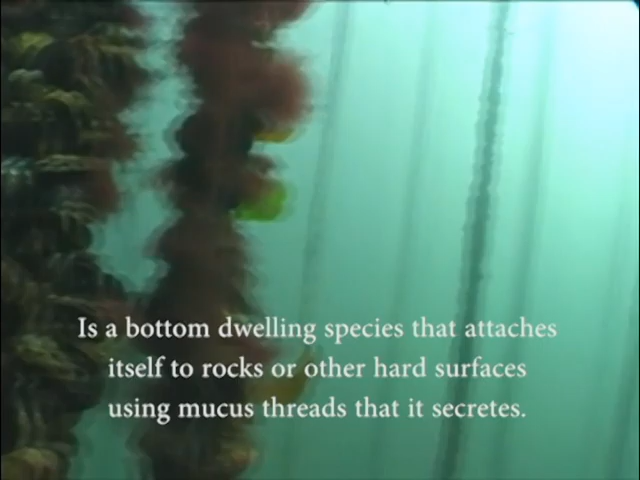 Is a bottom dwelling species that attaches
itself to rocks or other hard surfaces
using mucus threads that it secretes.